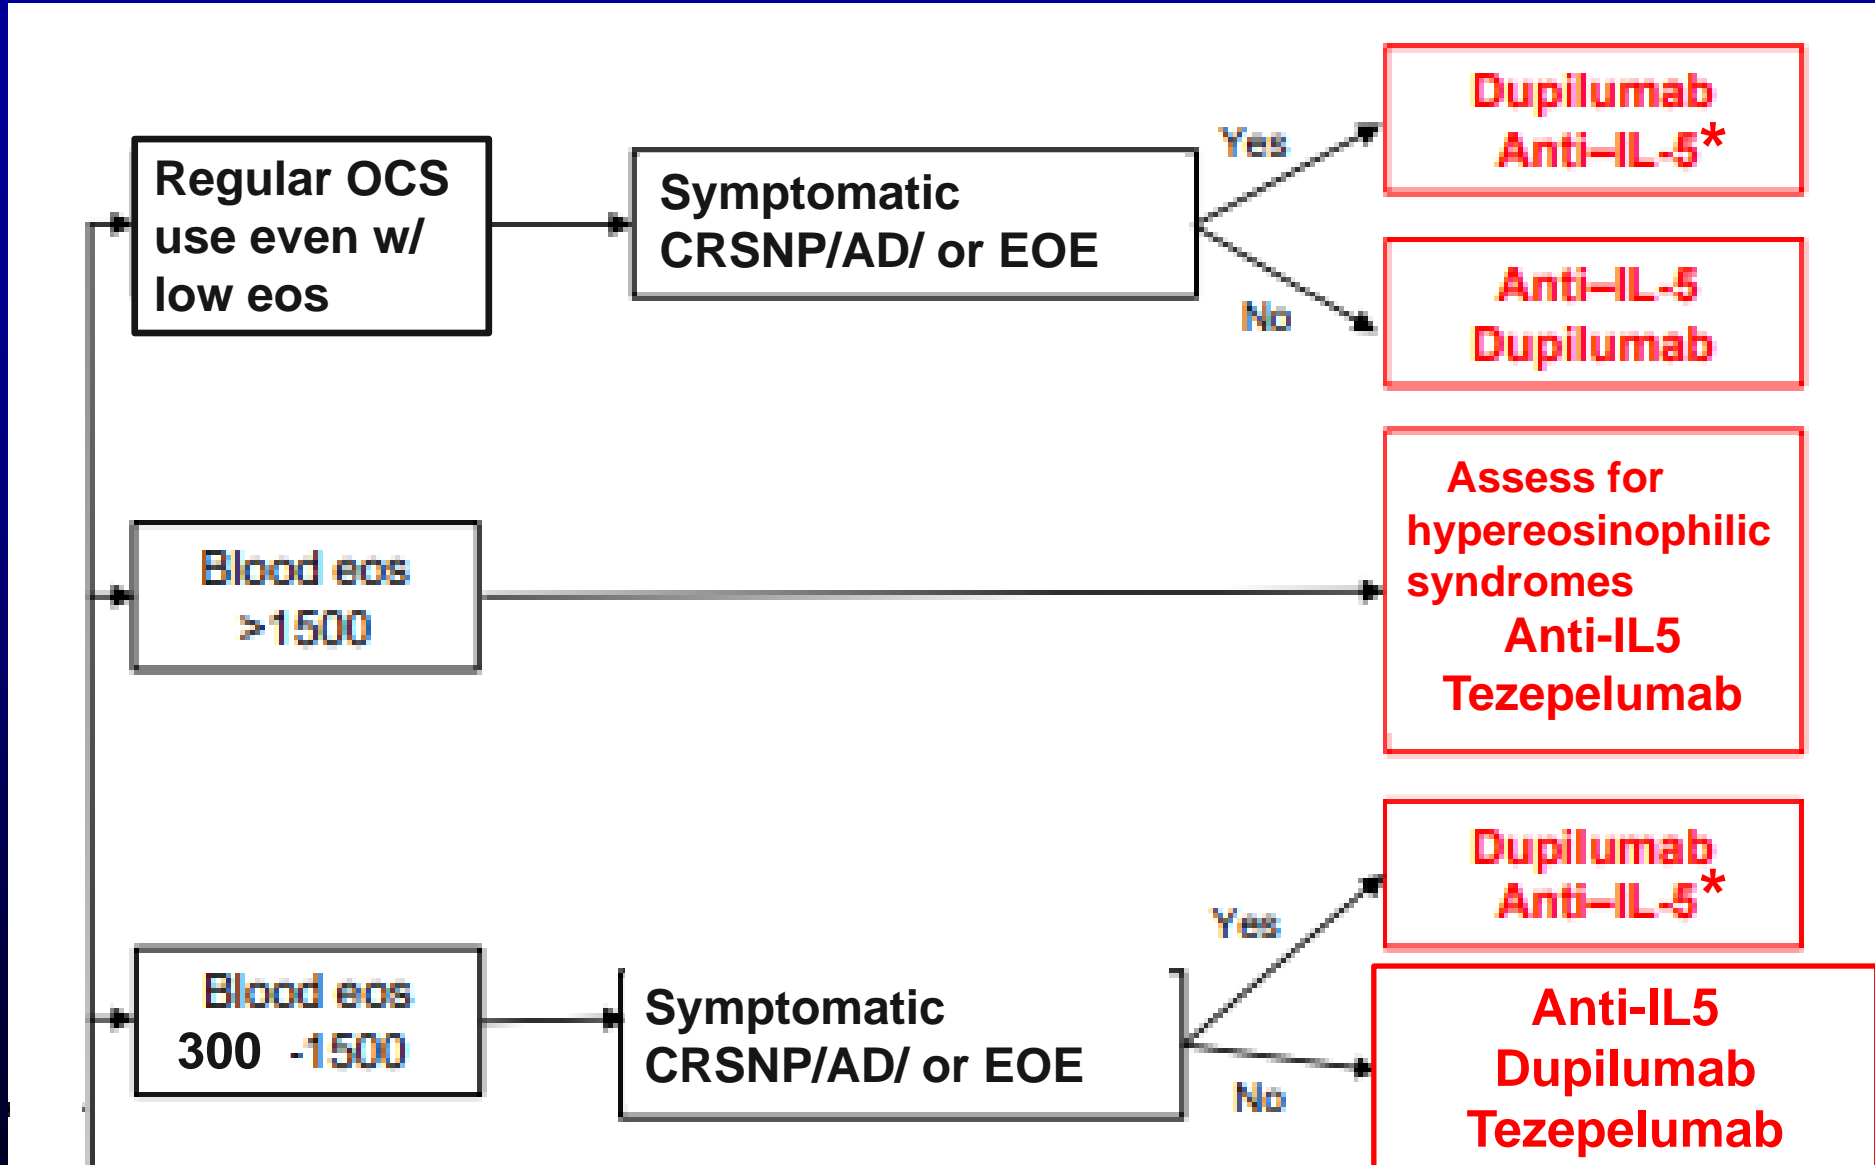 Regular OCS
use even w/
low eos
Symptomatic
CRSNP/AD/ or EOE
Yes
No
Dupilumab
Anti–IL-5*
Anti–IL-5
Dupilumab
Blood eos
>1500
Assess for
hypereosinophilic
syndromes
Anti-IL5
Tezepelumab
Blood eos
300 -1500
Symptomatic
CRSNP/AD/ or EOE
Yes
No
Dupilumab
Anti–IL-5*
Anti-IL5
Dupilumab
Tezepelumab